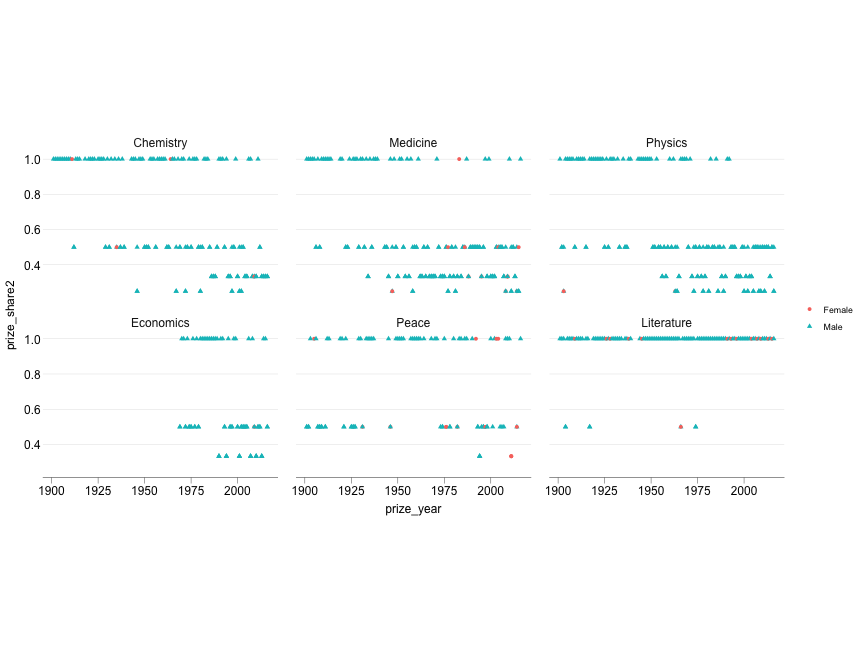 Chemistry Medicine Physics
1.0
0.8
0.6
0.4
prize_share2
Economics Peace Literature
1.0
0.8
0.6
0.4
1900 1925 1950 1975 2000 1900 1925 1950 1975 2000 1900 1925 1950 1975 2000
prize_year
Female
Male